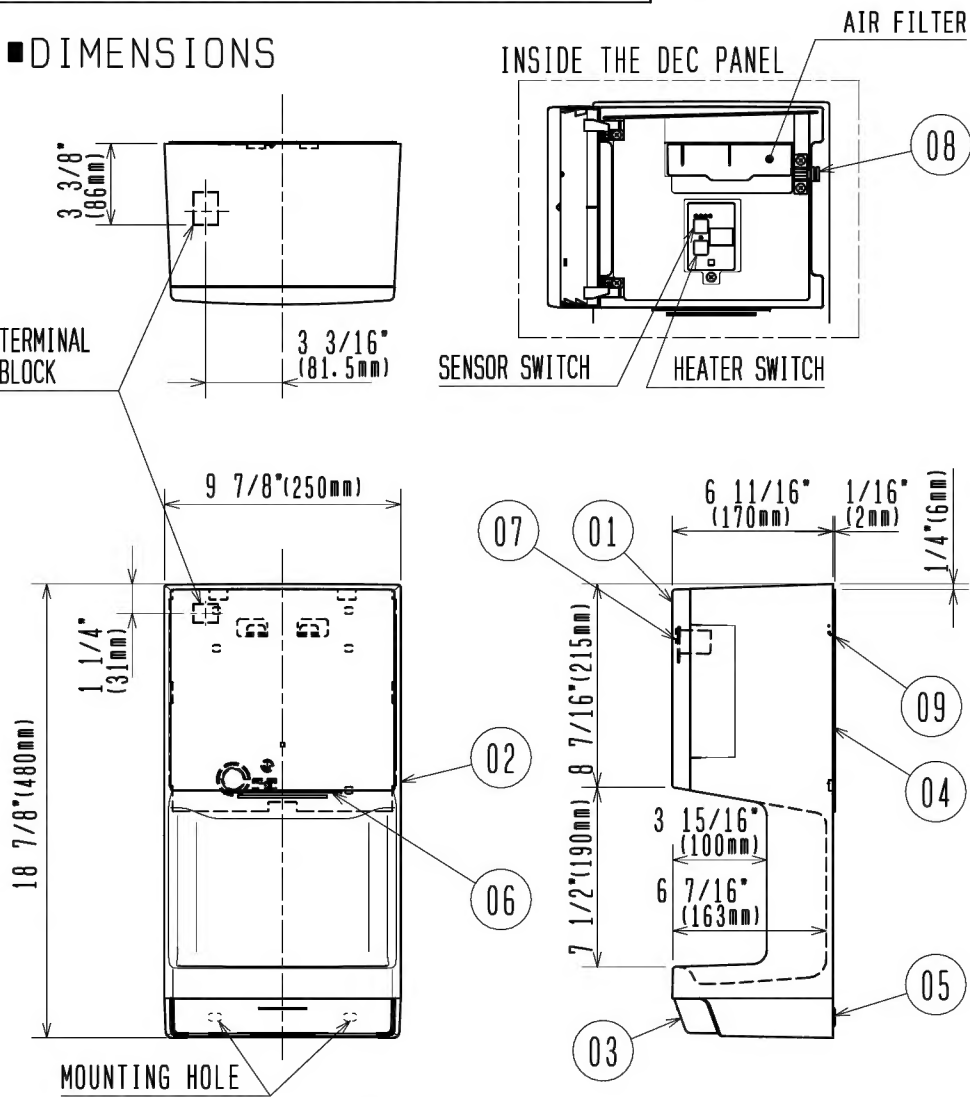 ■DIMENSIONS
AIR FILTER
INSIDE THE DEC PANEL
08
3 3/8"
(86mm)
TERMINAL
BLOCK
3 3/16"
(81.5mm)
SENSOR SWITCH
HEATER SWITCH
9 7/8"(250mm)
6 11/16"
(170mm)
1/16"
(2mm)
1/4"(6mm)
07
01
1 1/4"
(31mm)
8 7/16"(215mm)
09
02
04
18 7/8"(480mm)
3 15/16"
(100mm)
7 1/2"(190mm)
6 7/16"
(163mm)
06
05
03
MOUNTING HOLE